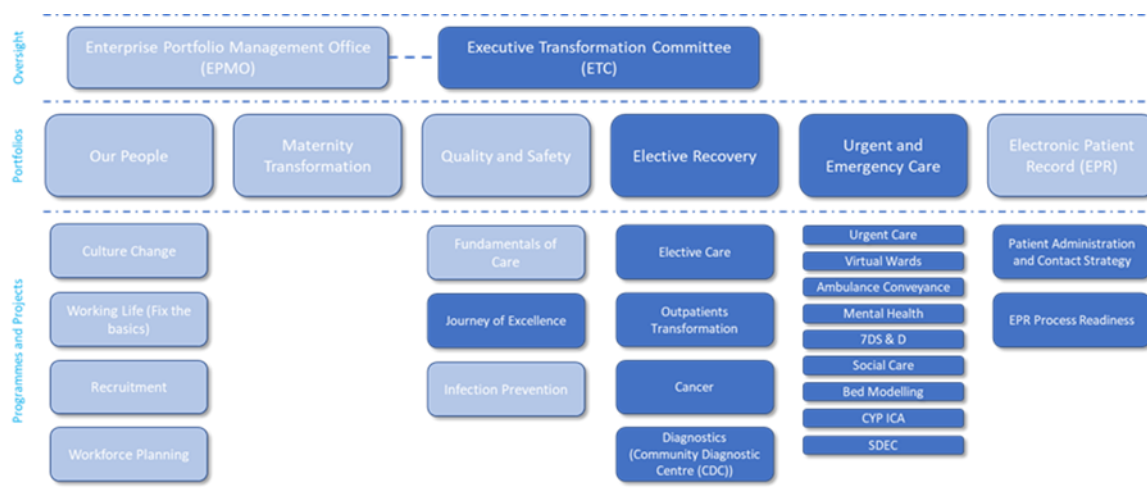 Oversight
Enterprise Portfolio Management Office
(EPMO)
Executive Transformation Committee
(ETC)
Portfolios
Our People
Maternity
Transformation
Quality and Safety
Elective Recovery
Urgent and
Emergency Care
Electronic Patient
Record (EPR)
Programmes and Projects
Culture Change
Working Life (Fix the
basics)
Recruitment
Workforce Planning
Fundamentals of
Care
Journey of Excellence
Infection Prevention
Elective Care
Outpatients
Transformation
Cancer
Diagnostics
(Community Diagnostic
Centre (CDC))
Urgent Care
Virtual Wards
Ambulance Conveyance
Mental Health
7DS & D
Social Care
Bed Modelling
CYP ICA
SDEC
Patient Administration
and Contact Strategy
EPR Process Readiness